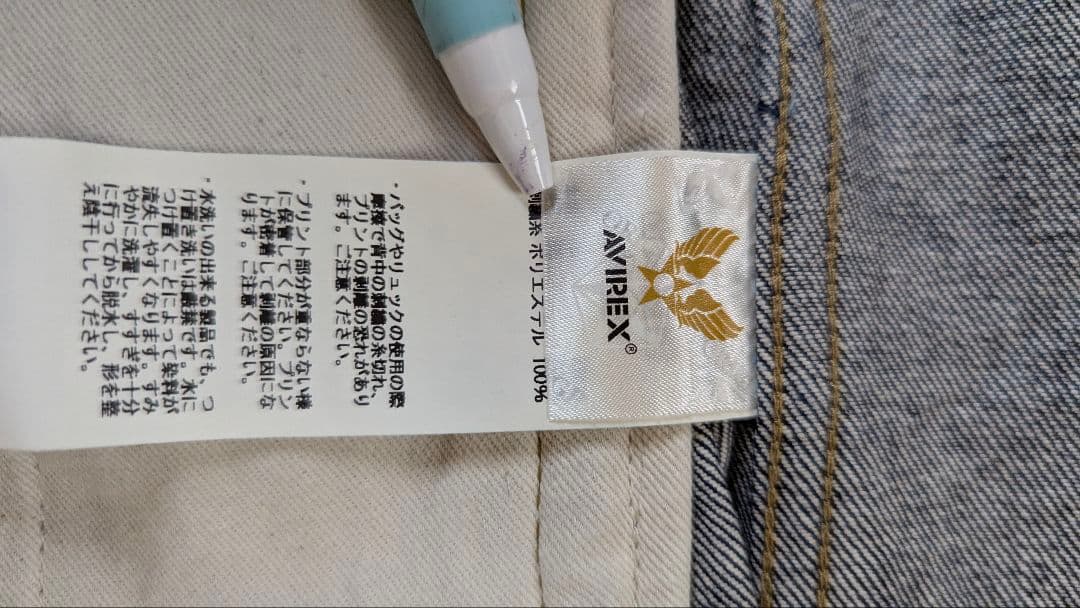 AVIREX®
刺繍糸 ポリエステル 100%
・バッグやリュックの使用の際
摩擦で背中の刺繍の糸切れ、
プリントの剥離の恐れがあり
ます。ご注意ください。
・プリント部分が重ならない様
に保管してください。プリン
トが密着して剥離の原因にな
ります。ご注意ください。
・水洗いの出来る製品でも、つ
け置き洗いは厳禁です。水に
つけ置くことによって染料が
流失しやすくなります。すみ
やかに洗濯し、すすぎを十分
に行ってから脱水し、形を整
え陰干ししてください。